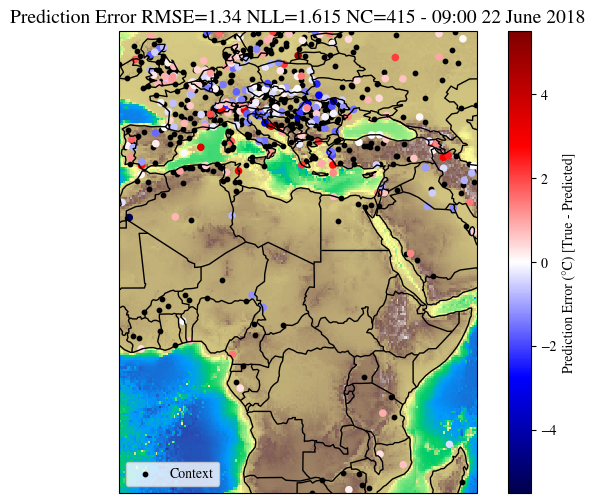 Prediction Error RMSE=1.34 NLL=1.615 NC=415 - 09:00 22 June 2018
4
2
0
−2
−4
Prediction Error (°C) [True - Predicted]
Context